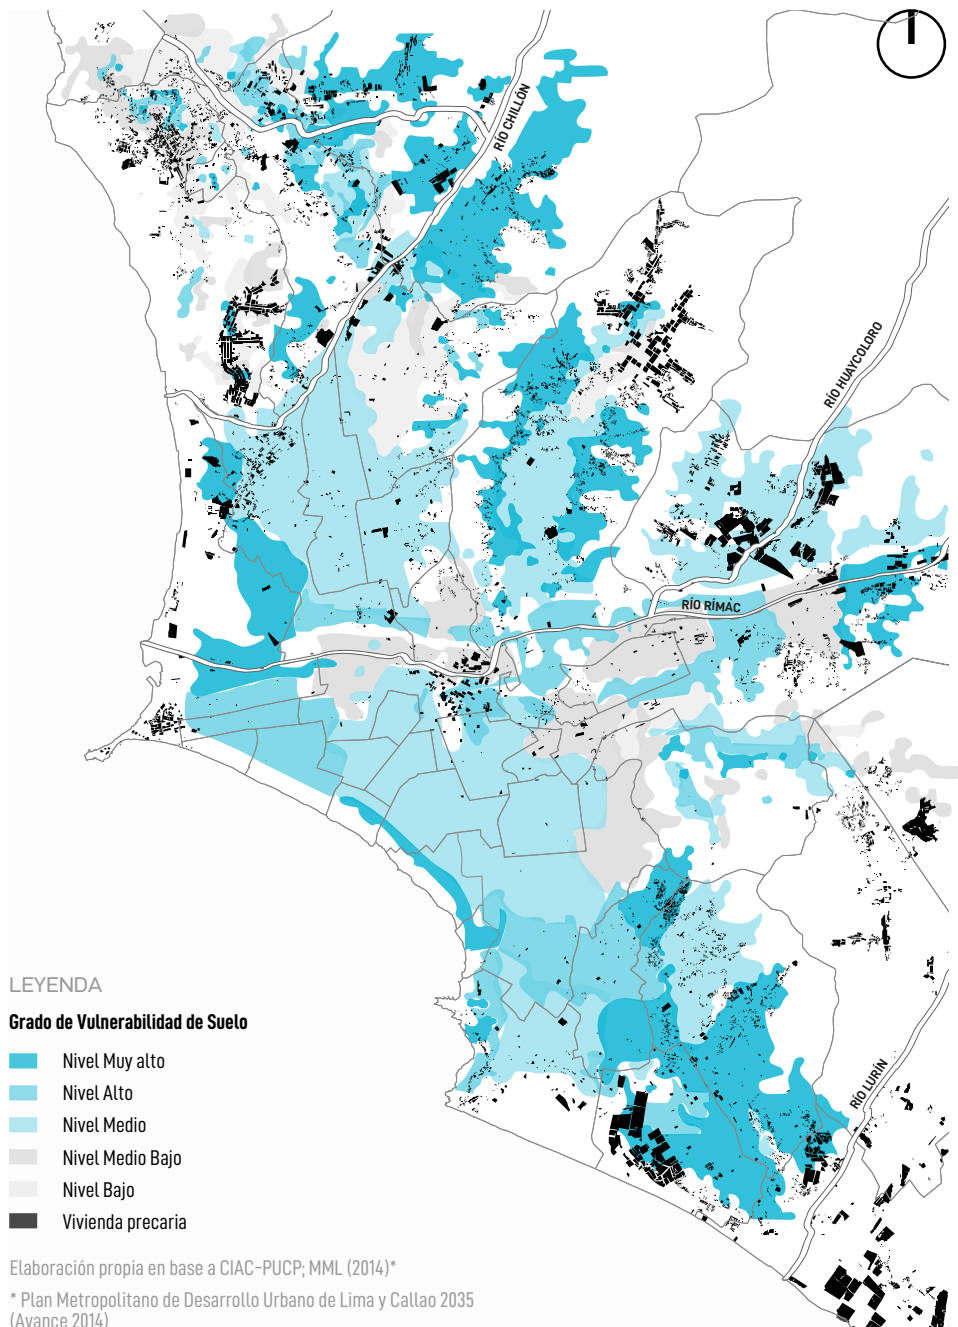 RÍO CHILLÓN
RÍO HUAYCOLORO
RÍO RÍMAC
RÍO LURÍN
LEYENDA
Grado de Vulnerabilidad de Suelo
Nivel Muy alto
Nivel Alto
Nivel Medio
Nivel Medio Bajo
Nivel Bajo
Vivienda precaria
Elaboración propia en base a CIAC-PUCP; MML (2014)*
* Plan Metropolitano de Desarrollo Urbano de Lima y Callao 2035
(Avance 2014)